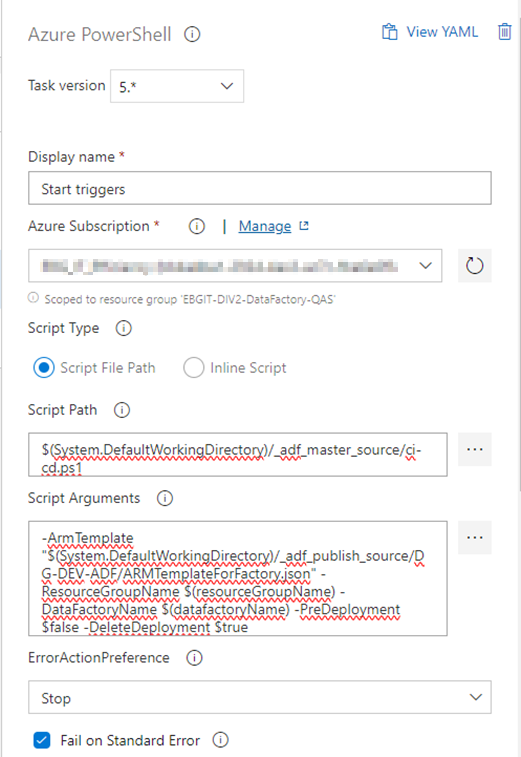 Azure PowerShell
View YAML
Task version
5.*
Display name *
Start triggers
Azure Subscription *
| Manage
Scoped to resource group 'EBGIT-DIV2-DataFactory-QAS'
Script Type
Script File Path
Inline Script
Script Path
$(System.DefaultWorkingDirectory)/_adf_master_source/ci-
cd.ps1
...
Script Arguments
-ArmTemplate
"$(System.DefaultWorkingDirectory)/_adf_publish_source/D
G-DEV-ADF/ARMTemplateForFactory.json" -
ResourceGroupName $(resourceGroupName) -
DataFactoryName $(datafactoryName) -PreDeployment
$false -DeleteDeployment $true
...
ErrorActionPreference
Stop
Fail on Standard Error